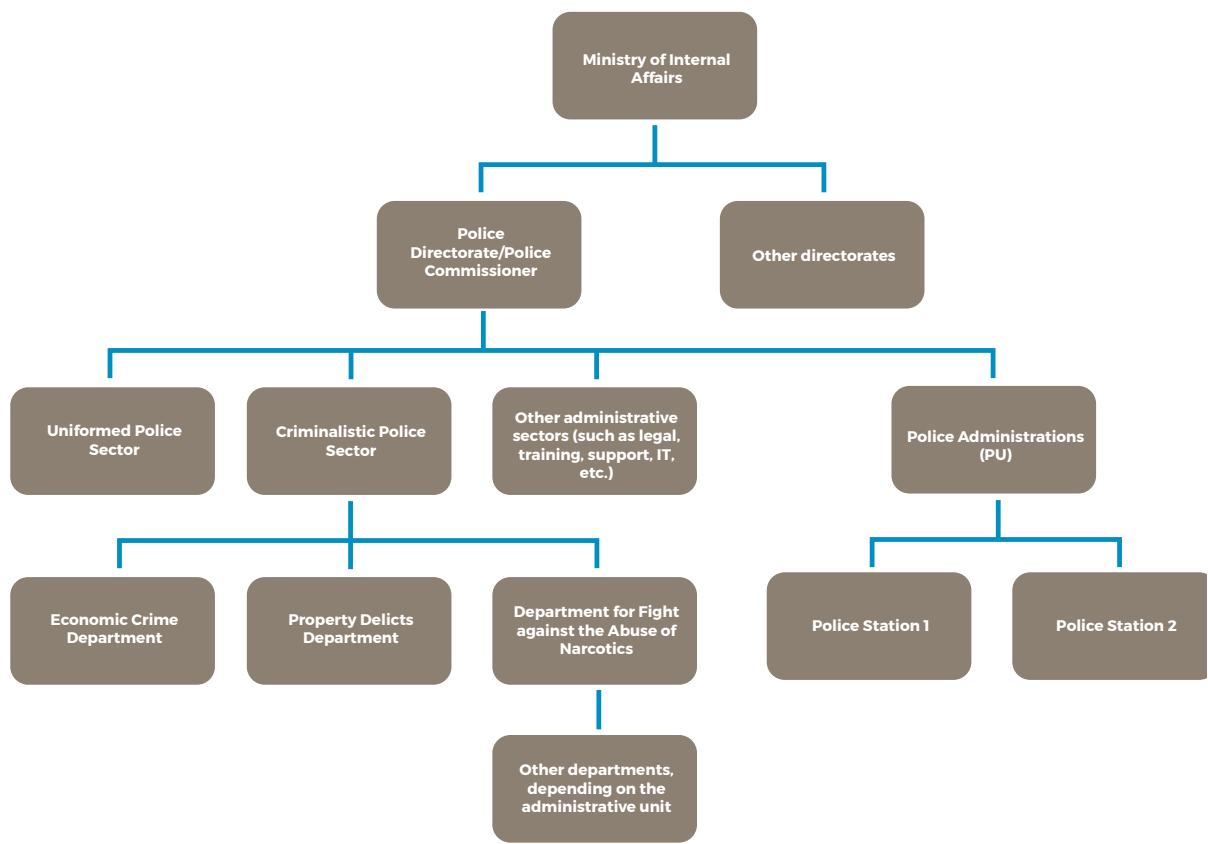 Ministry of Internal
Affairs
Police
Directorate/Police
Commissioner
Other directorates
Uniformed Police
Sector
Criminalistic Police
Sector
Other administrative
sectors (such as legal,
training, support, IT,
etc.)
Police Administrations
(PU)
Economic Crime
Department
Property Delicts
Department
Department for Fight
against the Abuse of
Narcotics
Police Station 1
Police Station 2
Other departments,
depending on the
administrative unit